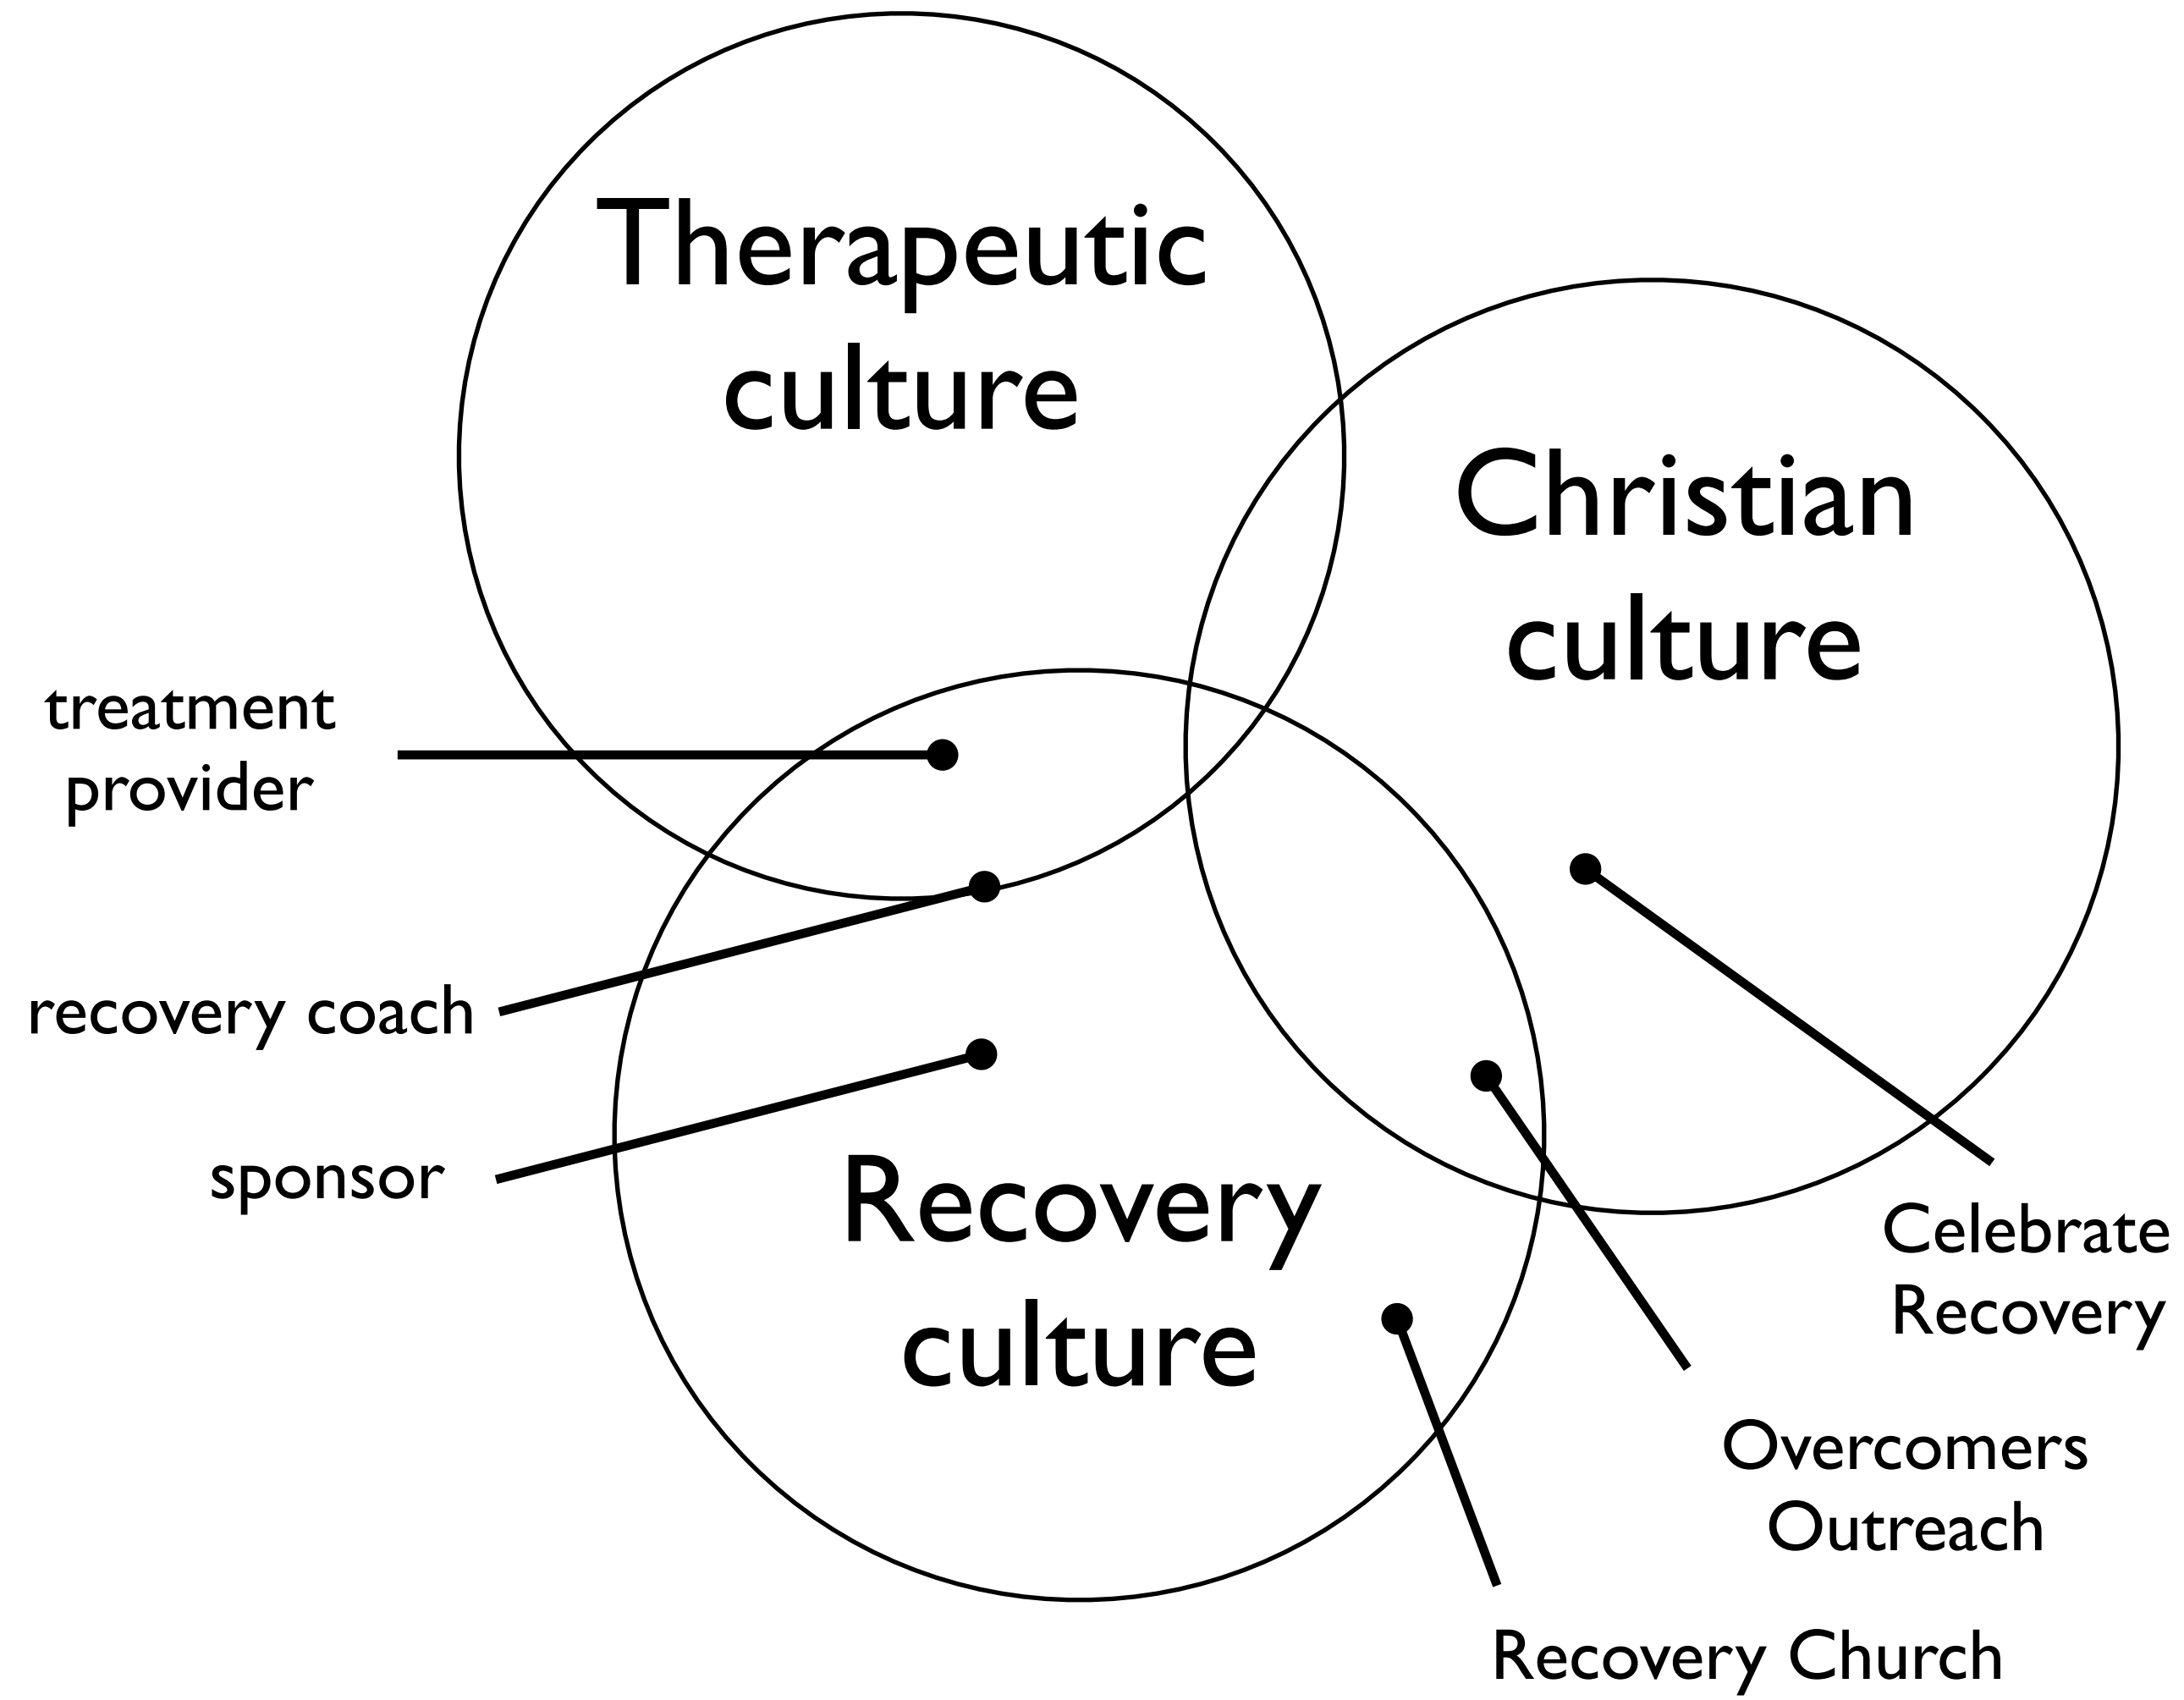 Therapeutic
culture
Christian
culture
treatment
provider
recovery coach
sponsor
Recovery
culture
Celebrate
Recovery
Overcomers
Outreach
Recovery Church